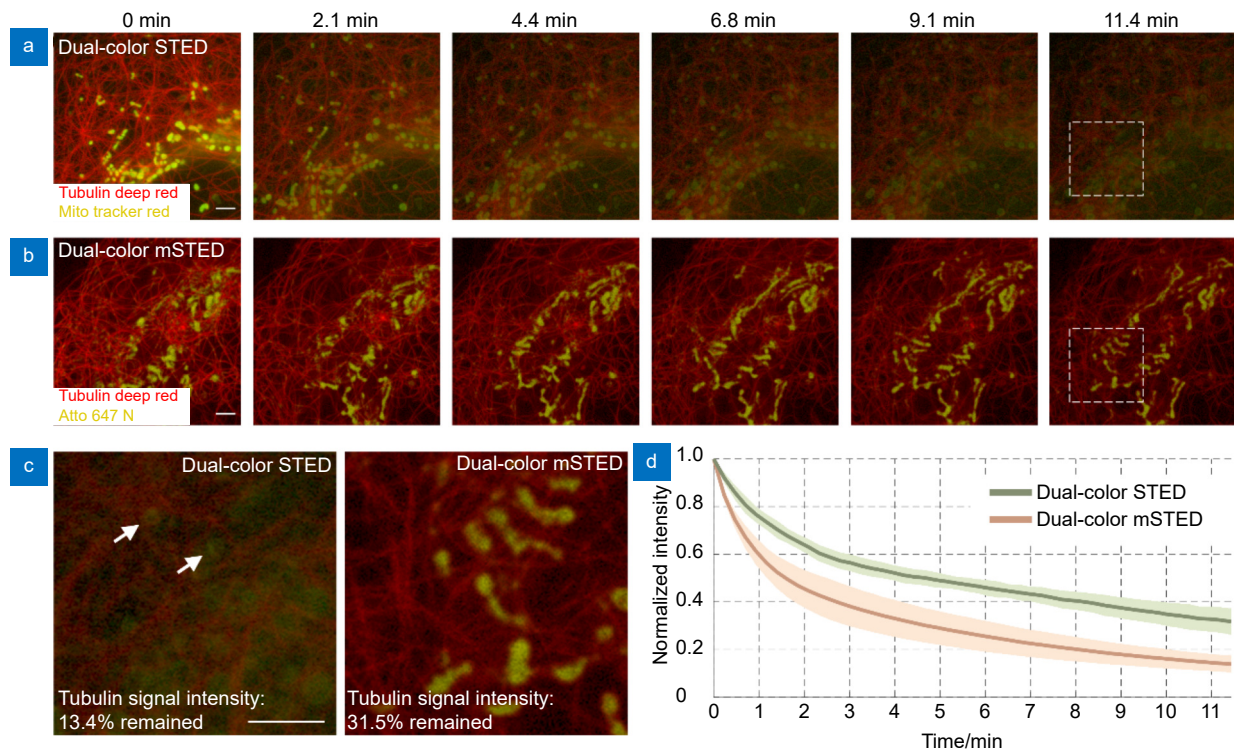 0 min 2.1 min 4.4 min 6.8 min 9.1 min 11.4 min
a
Dual-color STED
Tubulin deep red
Mito tracker red
b
Dual-color mSTED
Tubulin deep red
Atto 647 N
c
Dual-color STED
Tubulin signal intensity:
13.4% remained
Dual-color mSTED
Tubulin signal intensity:
31.5% remained
d
Normalized intensity
1.0
0.8
0.6
0.4
0.2
0
Dual-color STED
Dual-color mSTED
0 1 2 3 4 5 6 7 8 9 10 11
Time/min